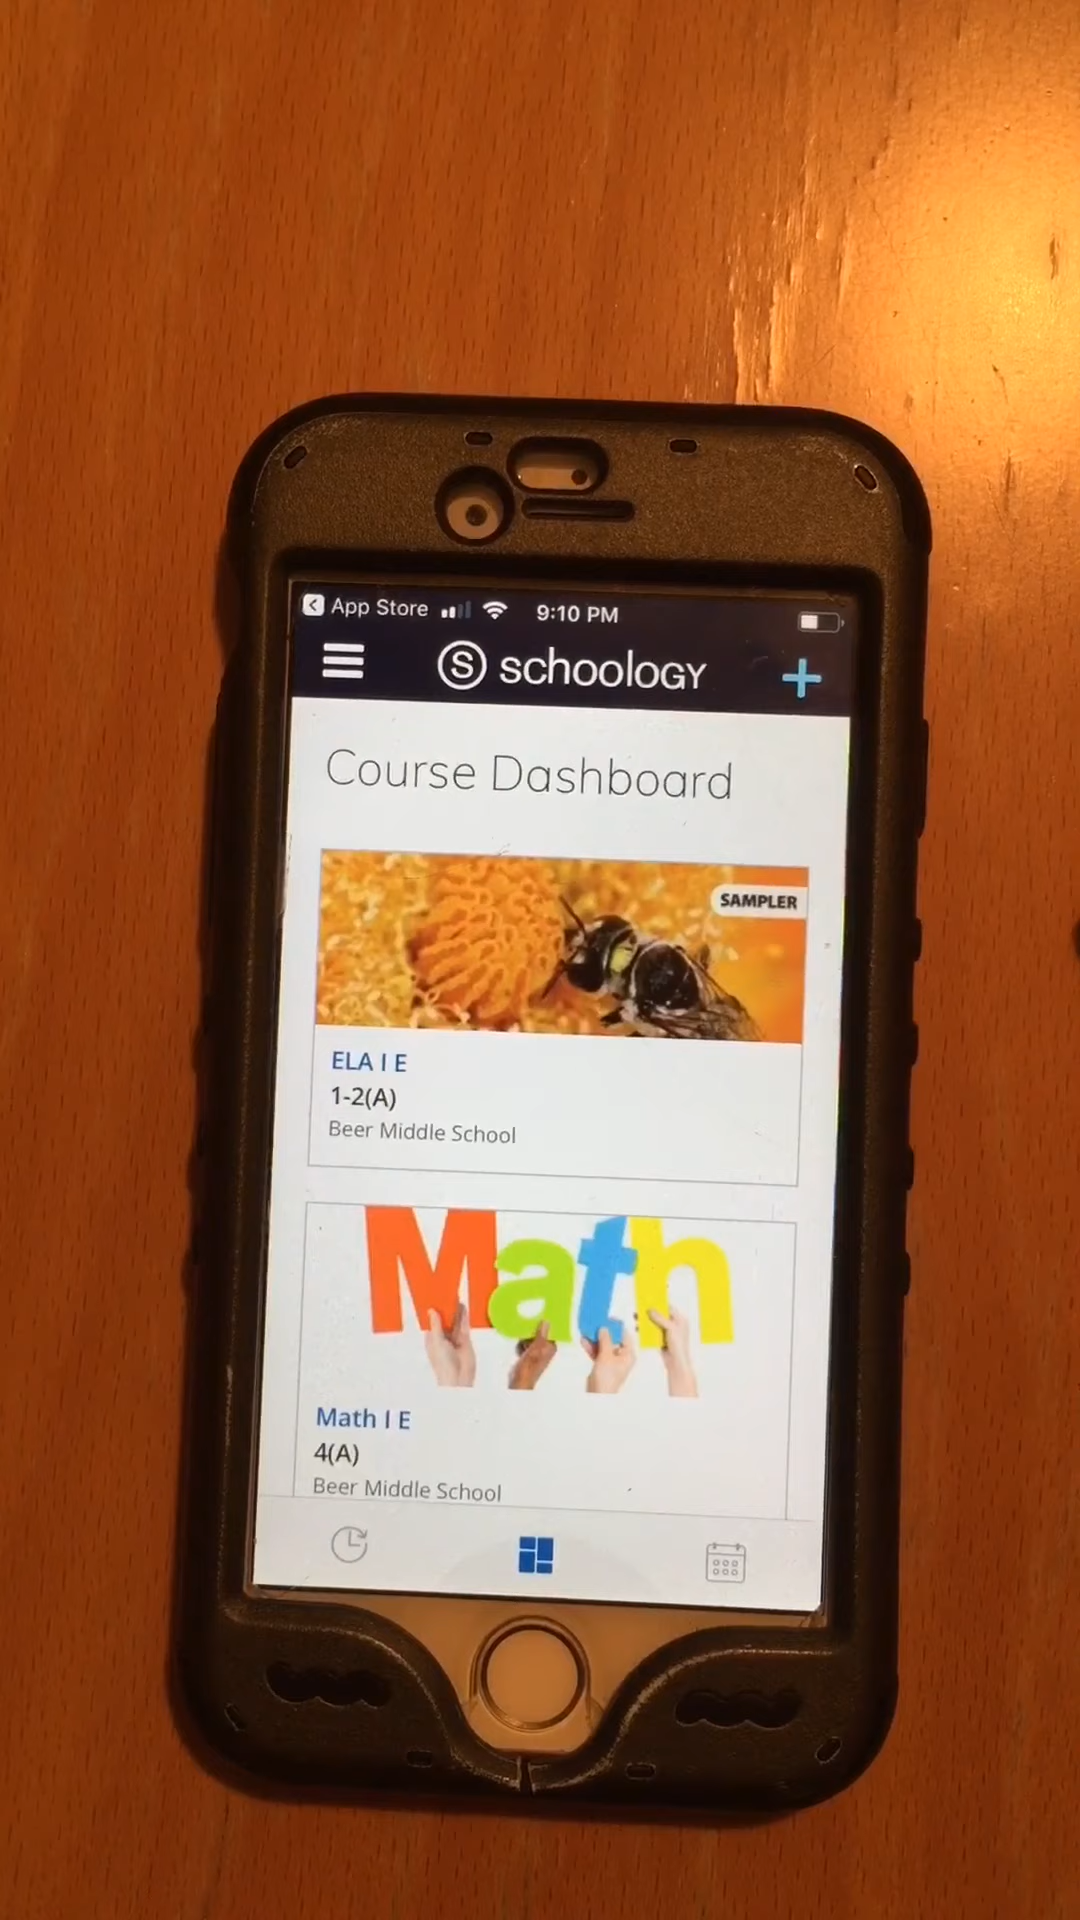 App Store 9:10 PM
S schoology
Course Dashboard
SAMPLER
ELA I E
1-2(A)
Beer Middle School
Math
Math I E
4(A)
Beer Middle School